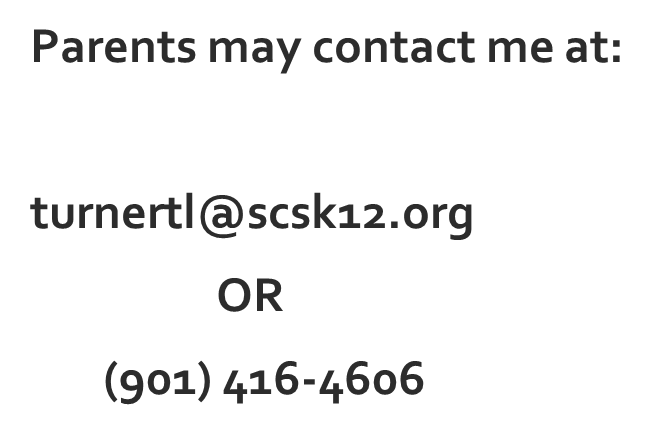 Parents may contact me at:
turnertl@scsk12.org
OR
(901) 416-4606